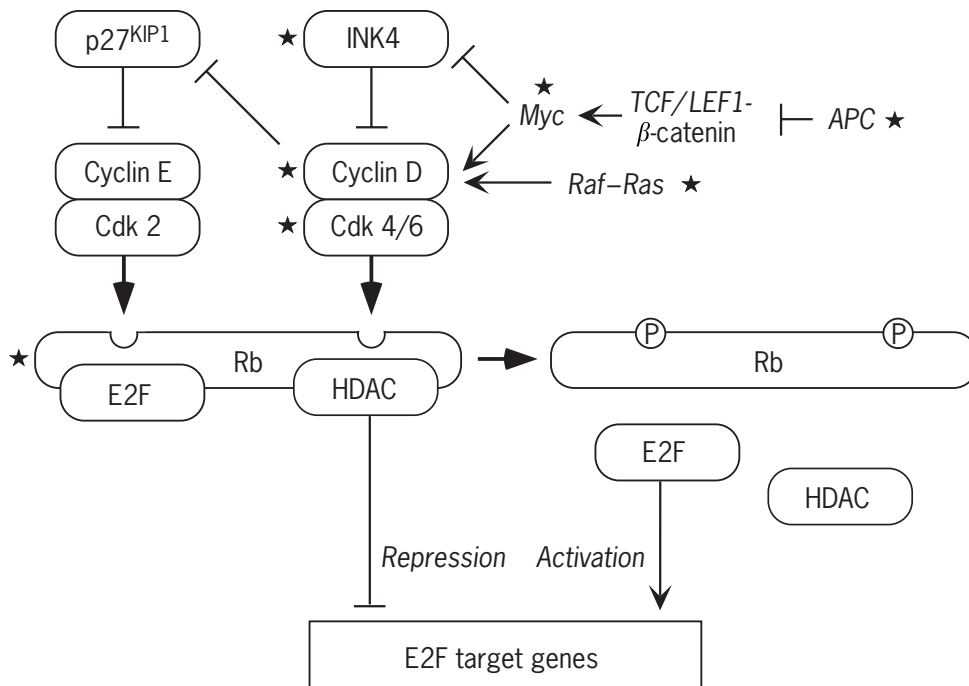 p27KIP1
INK4
Myc
TCF/LEF1-
β-catenin
APC
Cyclin E
Cyclin D
Raf–Ras
Cdk 2
Cdk 4/6
Rb
E2F
HDAC
P
P
Rb
E2F
HDAC
Repression
Activation
E2F target genes